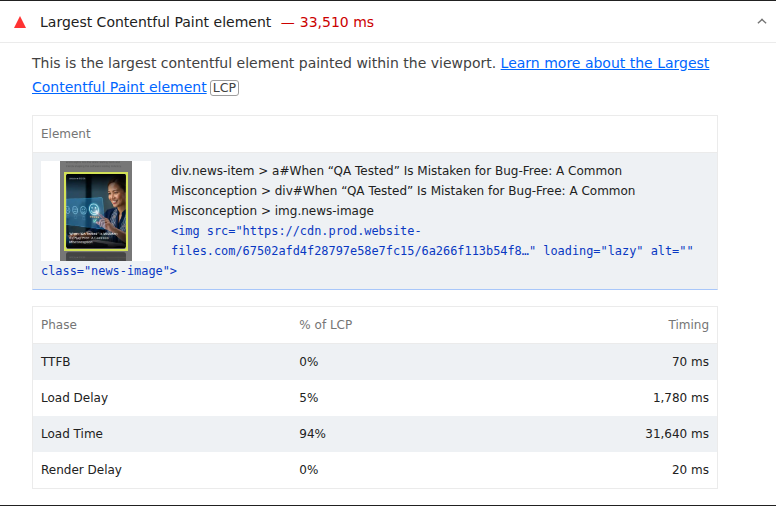 Largest Contentful Paint element — 33,510 ms
This is the largest contentful element painted within the viewport. Learn more about the Largest
Contentful Paint element LCP
Element
div.news-item > a#When “QA Tested” Is Mistaken for Bug-Free: A Common
Misconception > div#When “QA Tested” Is Mistaken for Bug-Free: A Common
Misconception > img.news-image
<img src="https://cdn.prod.website-
files.com/67502afd4f28797e58e7fc15/6a266f113b54f8…" loading="lazy" alt=""
class="news-image">
Phase % of LCP Timing
TTFB 0% 70 ms
Load Delay 5% 1,780 ms
Load Time 94% 31,640 ms
Render Delay 0% 20 ms